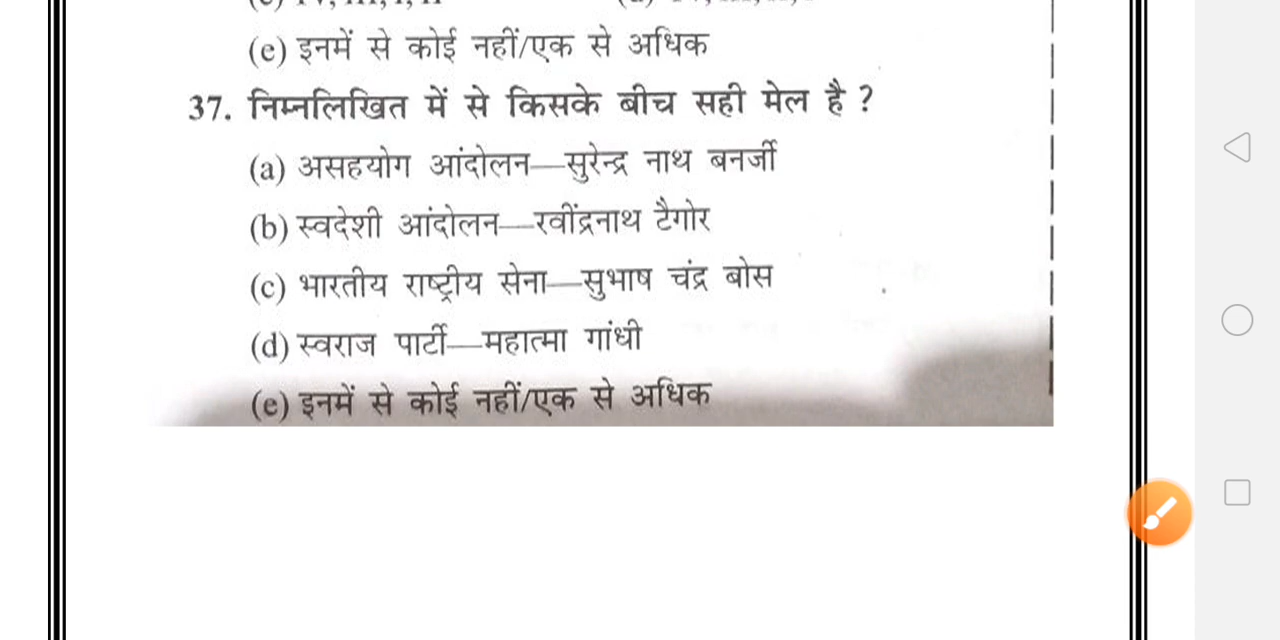 (e) इनमें से कोई नहीं/एक से अधिक
37. निम्नलिखित में से किसके बीच सही मेल है ?
(a) असहयोग आंदोलन—सुरेन्द्र नाथ बनर्जी
(b) स्वदेशी आंदोलन—रवींद्रनाथ टैगोर
(c) भारतीय राष्ट्रीय सेना—सुभाष चंद्र बोस
(d) स्वराज पार्टी—महात्मा गांधी
(e) इनमें से कोई नहीं/एक से अधिक